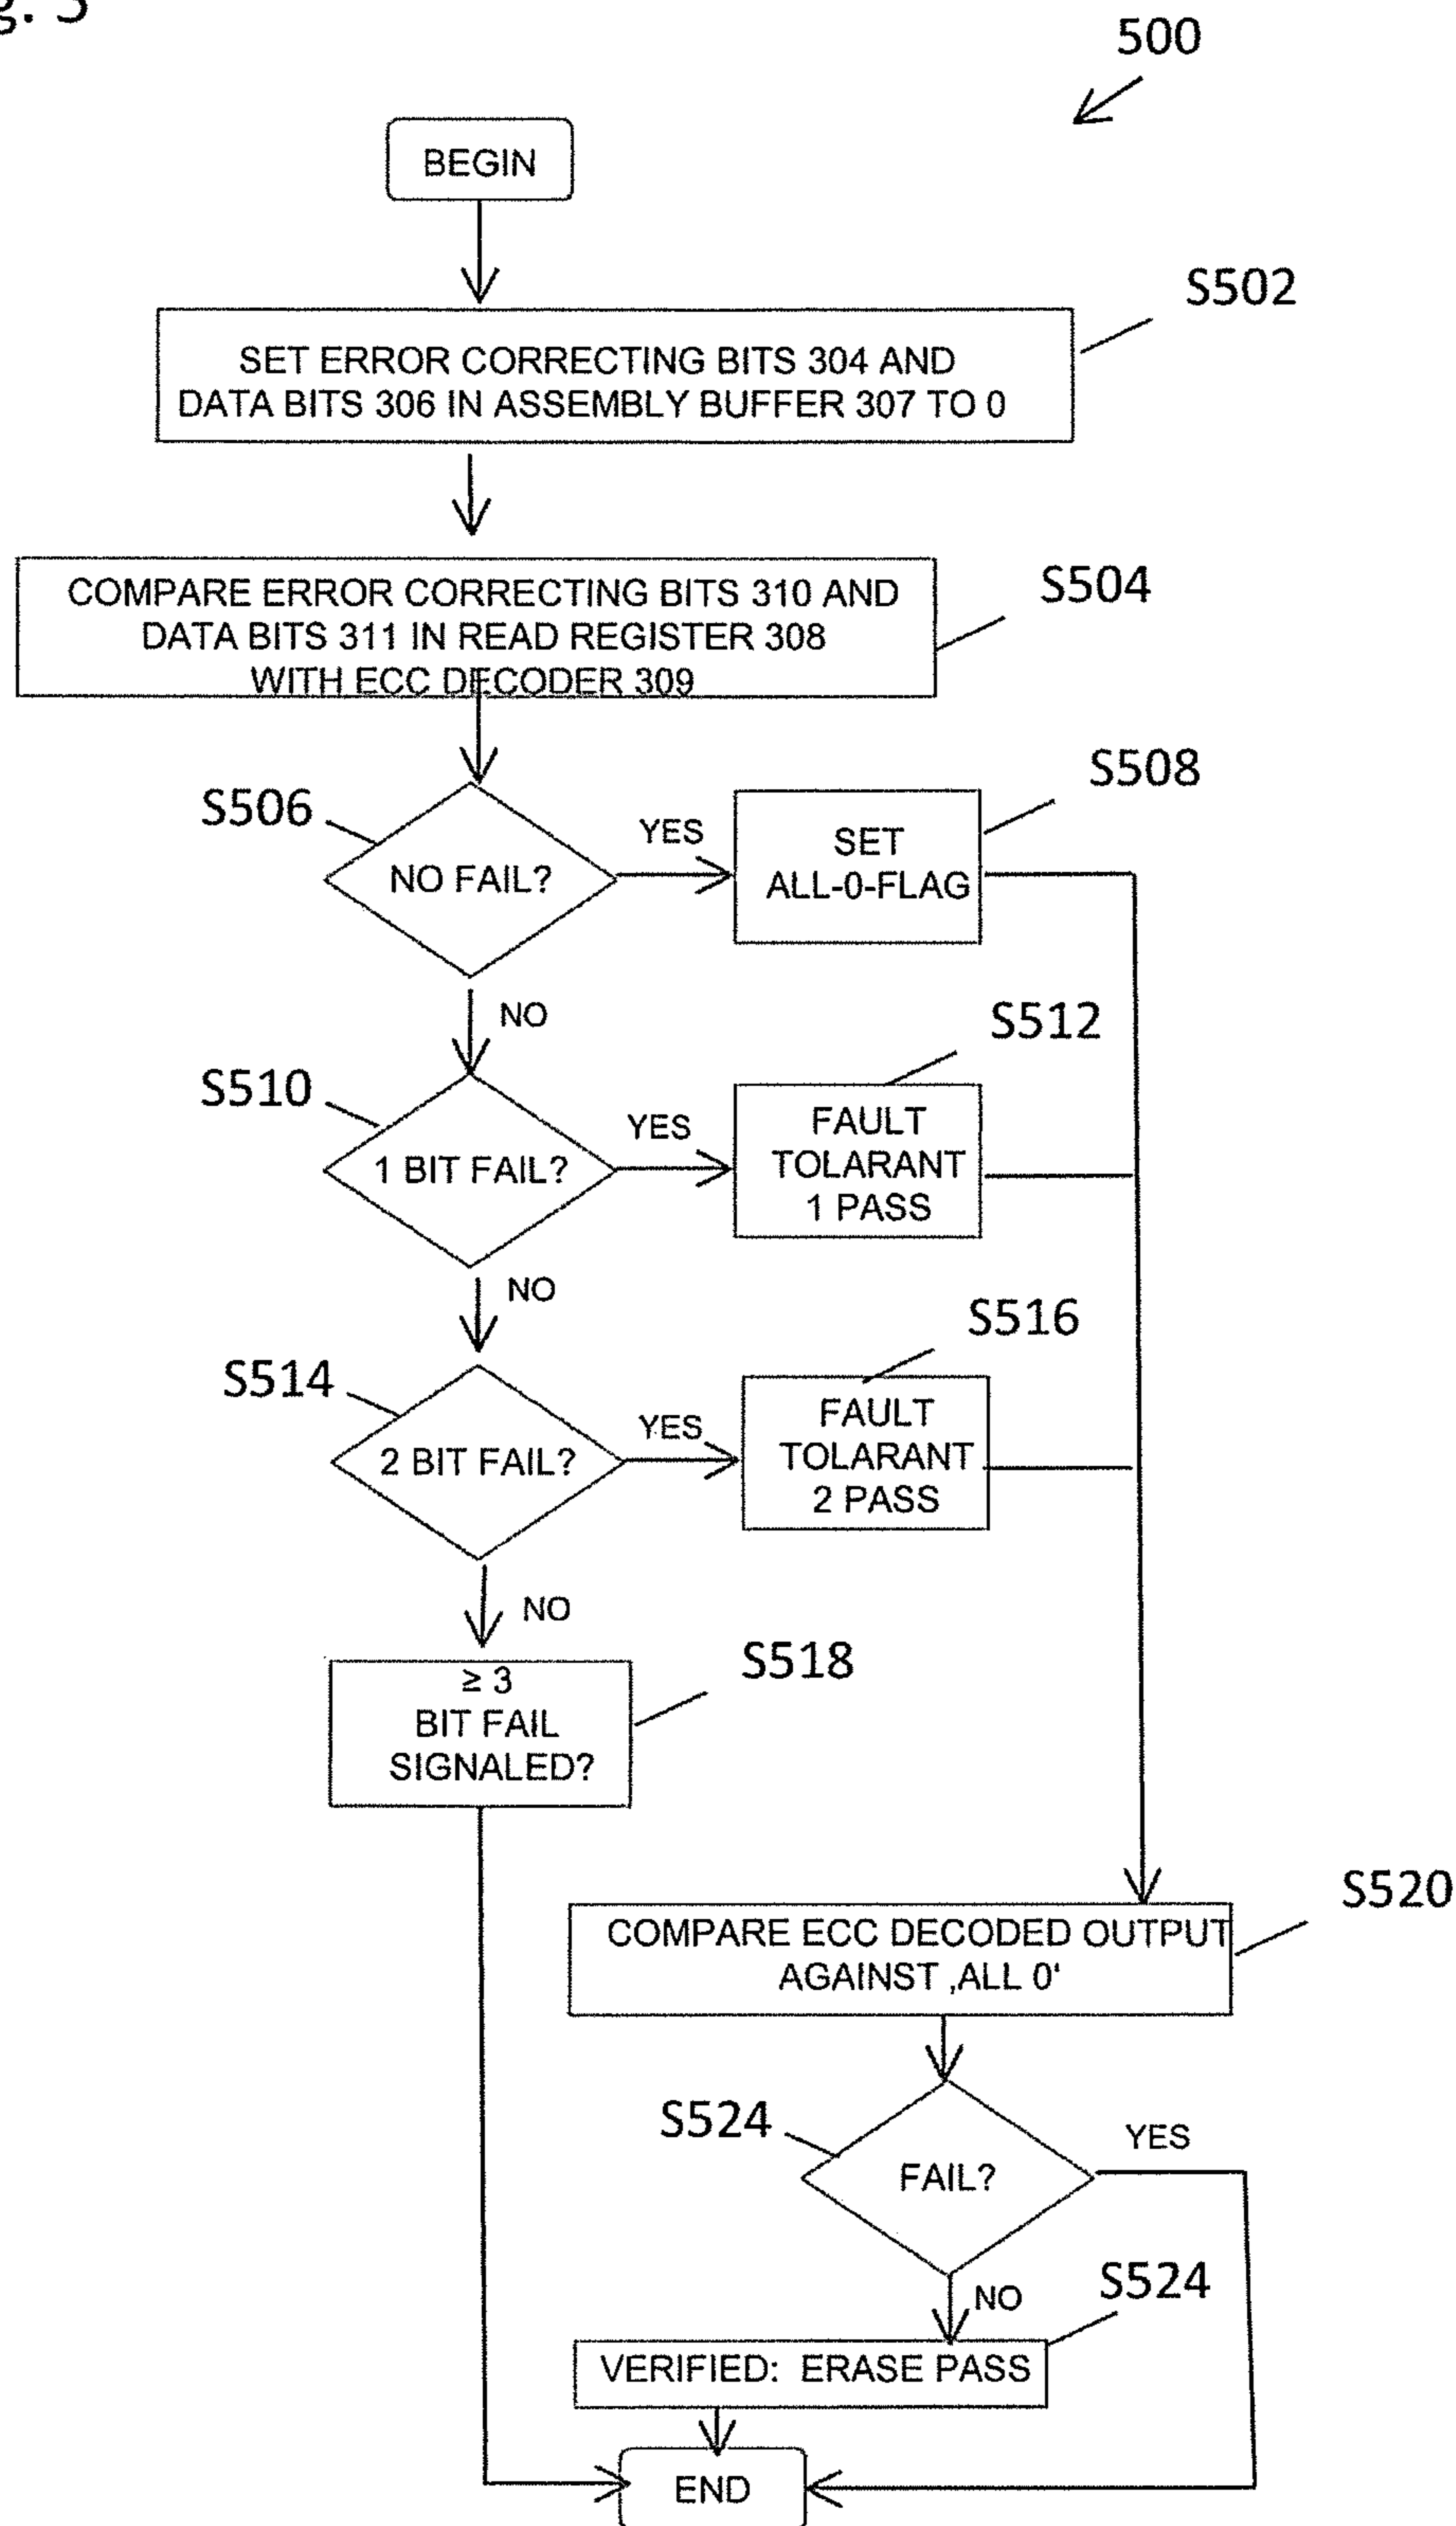 g. 5
500
BEGIN
S502
SET ERROR CORRECTING BITS 304 AND
DATA BITS 306 IN ASSEMBLY BUFFER 307 TO 0
S504
COMPARE ERROR CORRECTING BITS 310 AND
DATA BITS 311 IN READ REGISTER 308
WITH ECC DECODER 309
S506
NO FAIL?
YES
S508
SET
ALL-0-FLAG
NO
S510
1 BIT FAIL?
YES
S512
FAULT
TOLARANT
1 PASS
NO
S514
2 BIT FAIL?
YES
S516
FAULT
TOLARANT
2 PASS
NO
S518
≥ 3
BIT FAIL
SIGNALED?
S520
COMPARE ECC DECODED OUTPUT
AGAINST ‚ALL 0‘
S524
FAIL?
YES
NO
S524
VERIFIED: ERASE PASS
END